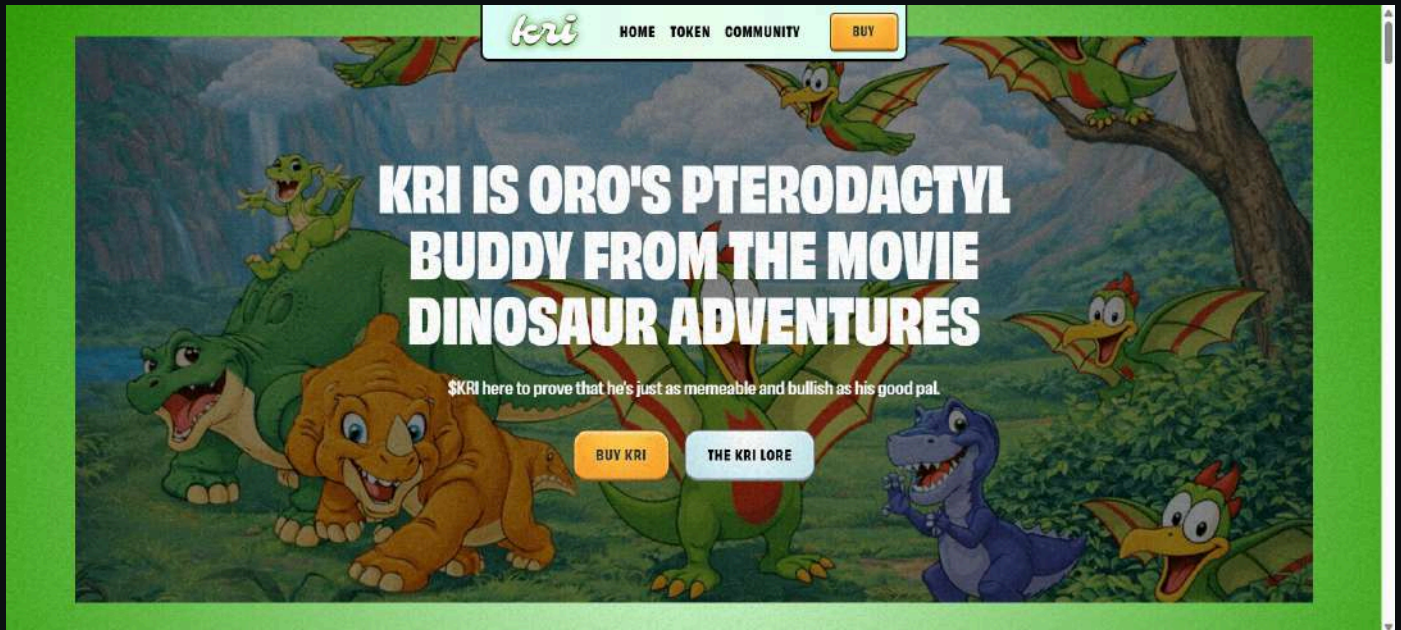 kri
HOME TOKEN COMMUNITY BUY
KRI IS ORO'S PTERODACTYL
BUDDY FROM THE MOVIE
DINOSAUR ADVENTURES
$KRI here to prove that he's just as memeable and bullish as his good pal.
BUY KRI THE KRI LORE